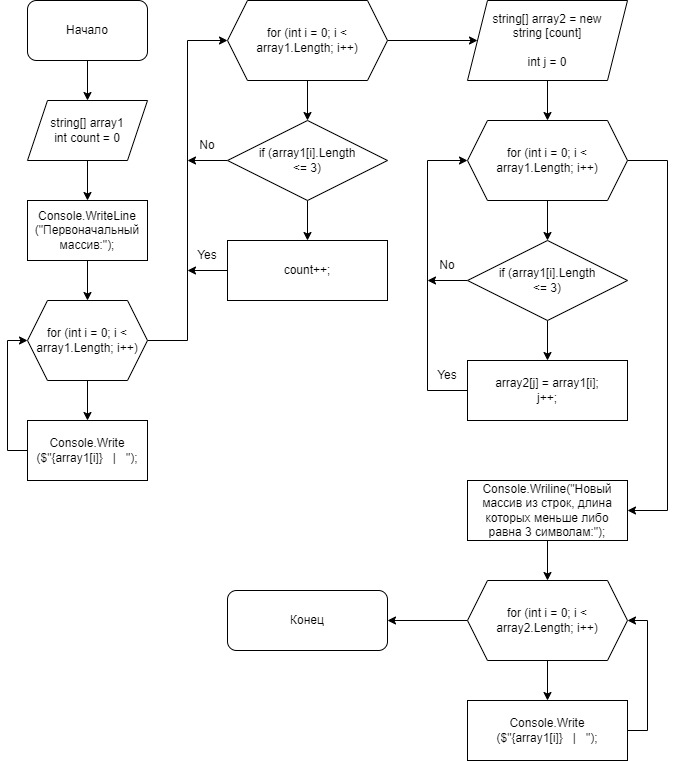 Начало
string[] array1
int count = 0
Console.WriteLine
("Первоначальный
массив:");
for (int i = 0; i <
array1.Length; i++)
Console.Write
($"{array1[i]}   |   ");
for (int i = 0; i <
array1.Length; i++)
No
if (array1[i].Length
<= 3)
Yes
count++;
string[] array2 = new
string [count]
int j = 0
for (int i = 0; i <
array1.Length; i++)
No
if (array1[i].Length
<= 3)
Yes
array2[j] = array1[i];
j++;
Console.Wriline("Новый
массив из строк, длина
которых меньше либо
равна 3 символам:");
for (int i = 0; i <
array2.Length; i++)
Конец
Console.Write
($"{array1[i]}   |   ");